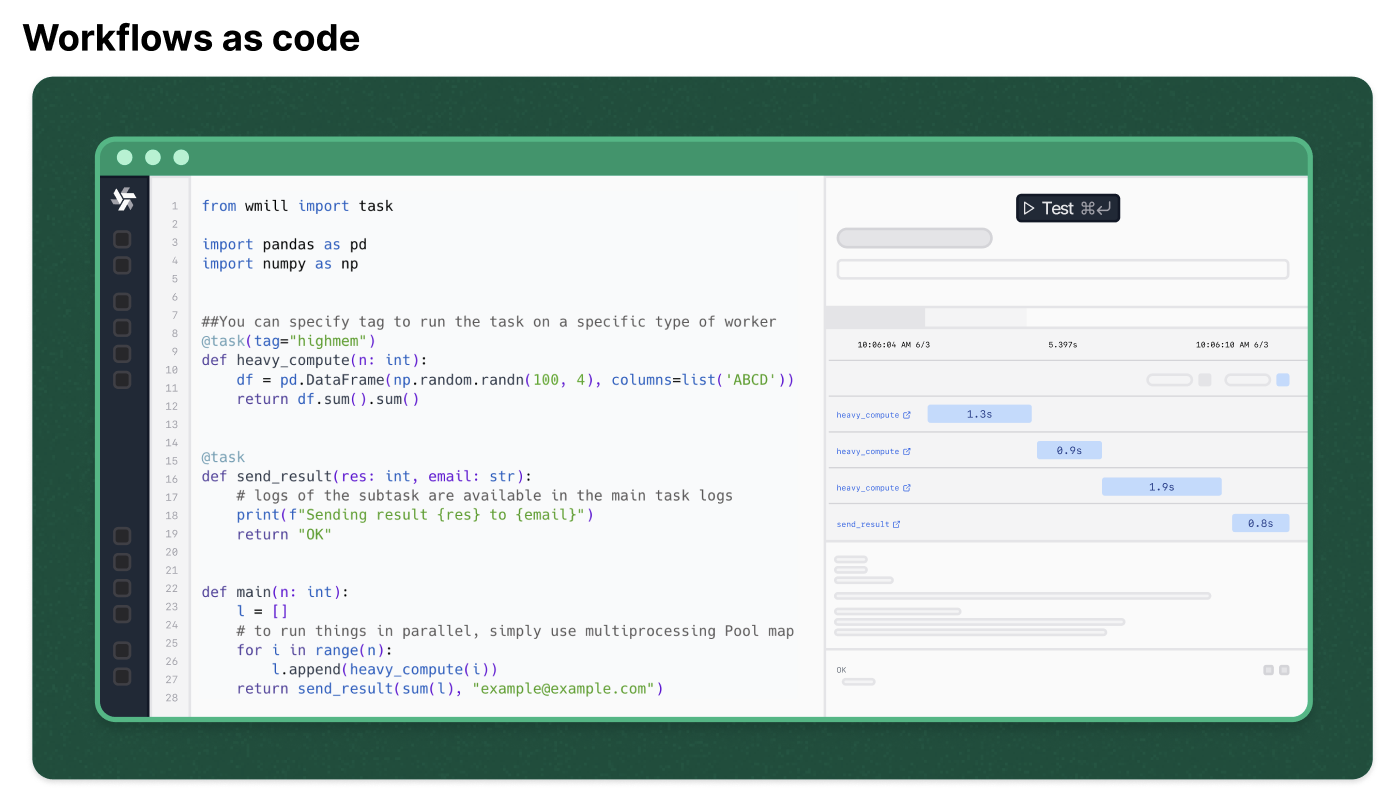 Workflows as code
1
2
3
4
5
6
7
8
9
10
11
12
13
14
15
16
17
18
19
20
21
22
23
24
25
26
27
28
from wmill import task
import pandas as pd
import numpy as np
##You can specify tag to run the task on a specific type of worker
@task(tag="highmem")
def heavy_compute(n: int):
    df = pd.DataFrame(np.random.randn(100, 4), columns=list('ABCD'))
    return df.sum().sum()
@task
def send_result(res: int, email: str):
    # logs of the subtask are available in the main task logs
    print(f"Sending result {res} to {email}")
    return "OK"
def main(n: int):
    l = []
    # to run things in parallel, simply use multiprocessing Pool map
    for i in range(n):
        l.append(heavy_compute(i))
    return send_result(sum(l), "example@example.com")
Test ⌘↵
10:06:04 AM 6/3 5.397s 10:06:10 AM 6/3
heavy_compute 1.3s
heavy_compute 0.9s
heavy_compute 1.9s
send_result 0.8s
OK